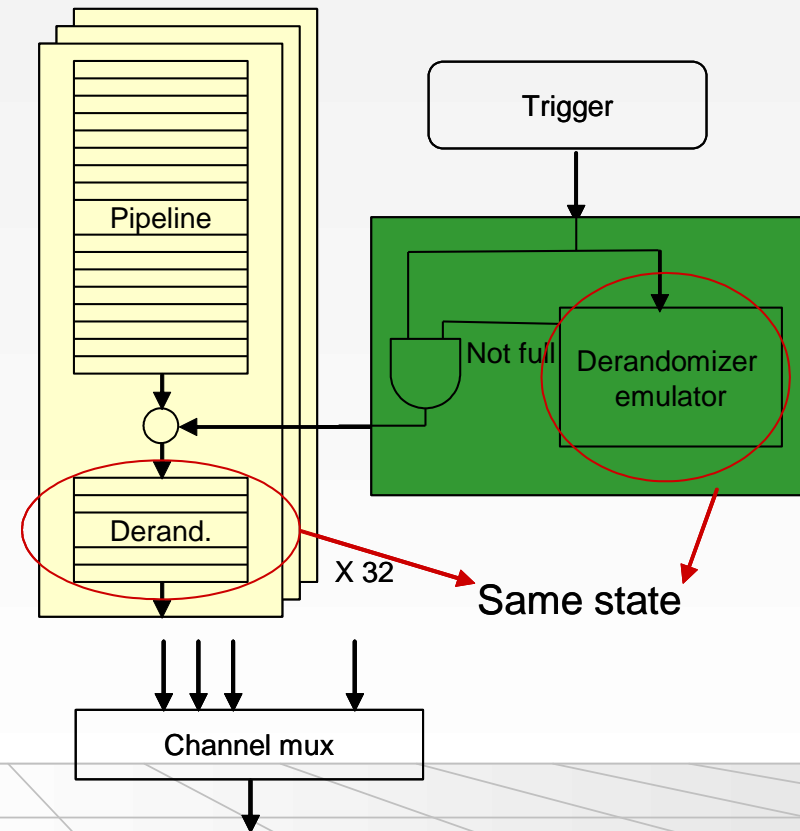 Trigger
Pipeline
Not full
Derandomizer
emulator
Derand.
X 32
Same state
Channel mux